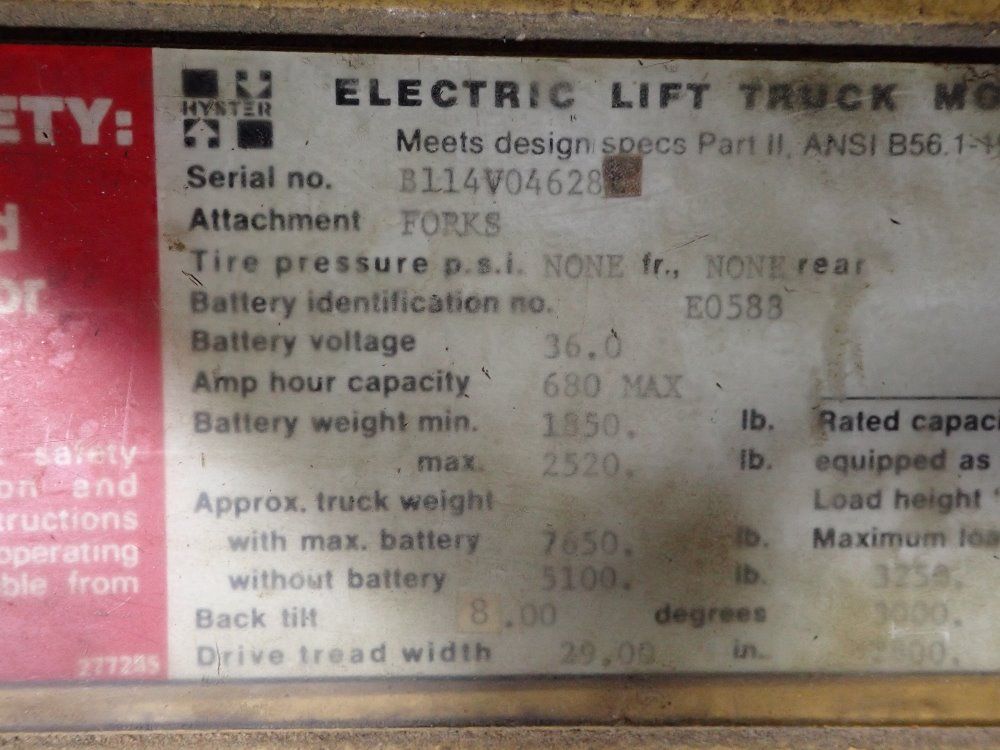 ETY:
HYSTER
ELECTRIC LIFT TRUCK MO
Meets design specs Part II, ANSI B56.1-
Serial no. B114V04628
Attachment FORKS
Tire pressure p.s.i. NONE fr., NONE rear
Battery identification no. E0588
Battery voltage 36.0
Amp hour capacity 680 MAX
Battery weight min. 1850. lb.
max. 2520. lb.
Approx. truck weight
with max. battery 7650. lb.
without battery 5100. lb.
Back tilt 8.00 degrees
Drive tread width 29.00 in.
Rated capaci
equipped as
Load height
Maximum loa
3250.
3000.
d
or
safety
on and
tructions
operating
ble from
277285